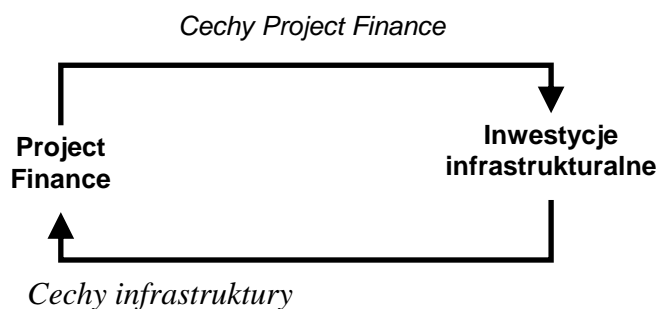 Cechy Project Finance
Project
Finance
Inwestycje
infrastrukturalne
Cechy infrastruktury